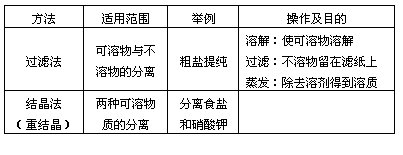 方法 适用范围 举例 操作及目的
过滤法 可溶物与不溶物的分离 粗盐提纯 溶解：使可溶物溶解
过滤：不溶物留在滤纸上
蒸发：除去溶剂得到溶质
结晶法（重结晶） 两种可溶物质的分离 分离食盐和硝酸钾